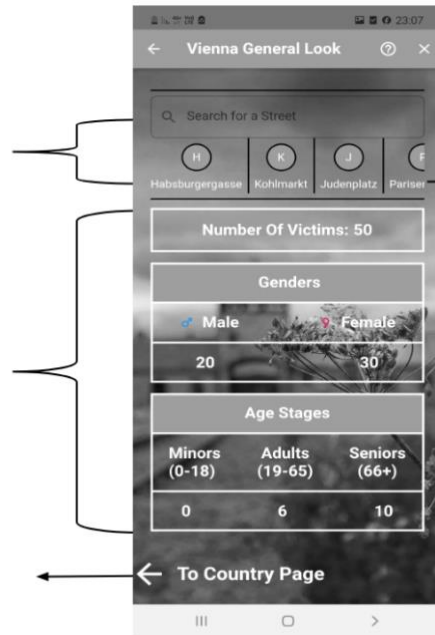 23:07
Vienna General Look
Search for a Street
H K J
Habsburgergasse Kohlmarkt Judenplatz Pariser
Number Of Victims: 50
Genders
Male Female
20 30
Age Stages
Minors Adults Seniors
(0-18) (19-65) (66+)
0 6 10
To Country Page